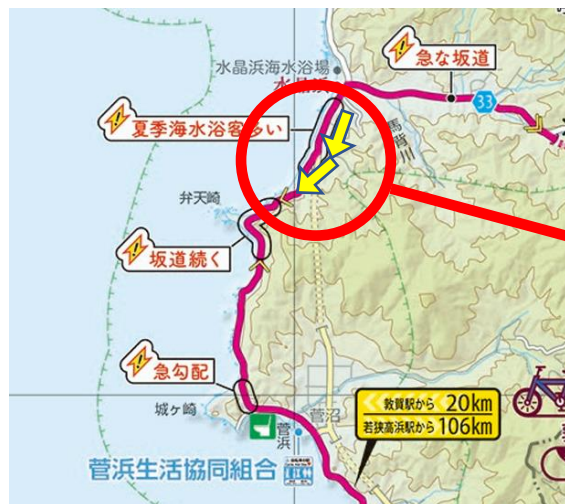 水晶浜海水浴場
水晶浜
急な坂道
33
夏季海水浴客多い
馬背川
弁天崎
坂道続く
急勾配
城ヶ崎
菅浜
菅沼
敦賀駅から 20km
若狭高浜駅から 106km
菅浜生活協同組合